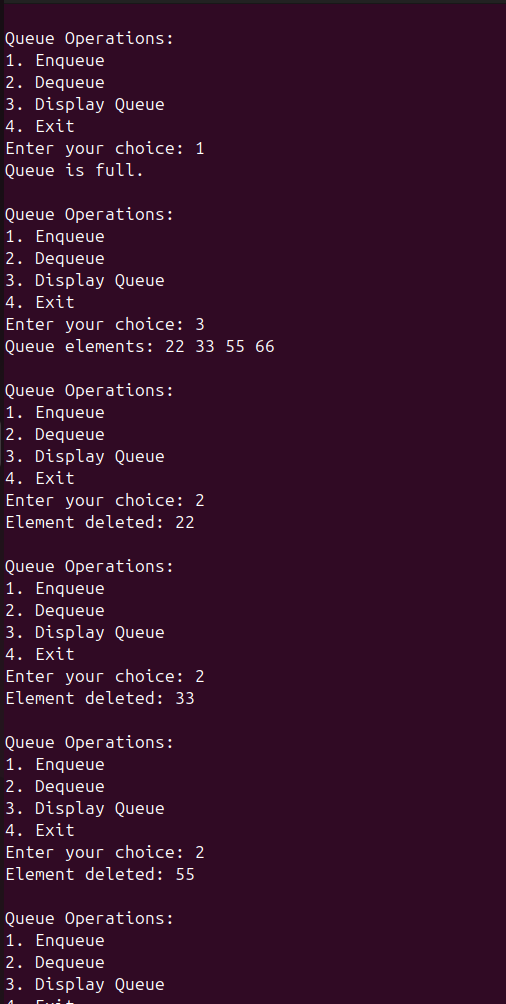 Queue Operations:
1. Enqueue
2. Dequeue
3. Display Queue
4. Exit
Enter your choice: 1
Queue is full.
Queue Operations:
1. Enqueue
2. Dequeue
3. Display Queue
4. Exit
Enter your choice: 3
Queue elements: 22 33 55 66
Queue Operations:
1. Enqueue
2. Dequeue
3. Display Queue
4. Exit
Enter your choice: 2
Element deleted: 22
Queue Operations:
1. Enqueue
2. Dequeue
3. Display Queue
4. Exit
Enter your choice: 2
Element deleted: 33
Queue Operations:
1. Enqueue
2. Dequeue
3. Display Queue
4. Exit
Enter your choice: 2
Element deleted: 55
Queue Operations:
1. Enqueue
2. Dequeue
3. Display Queue
4. Exit